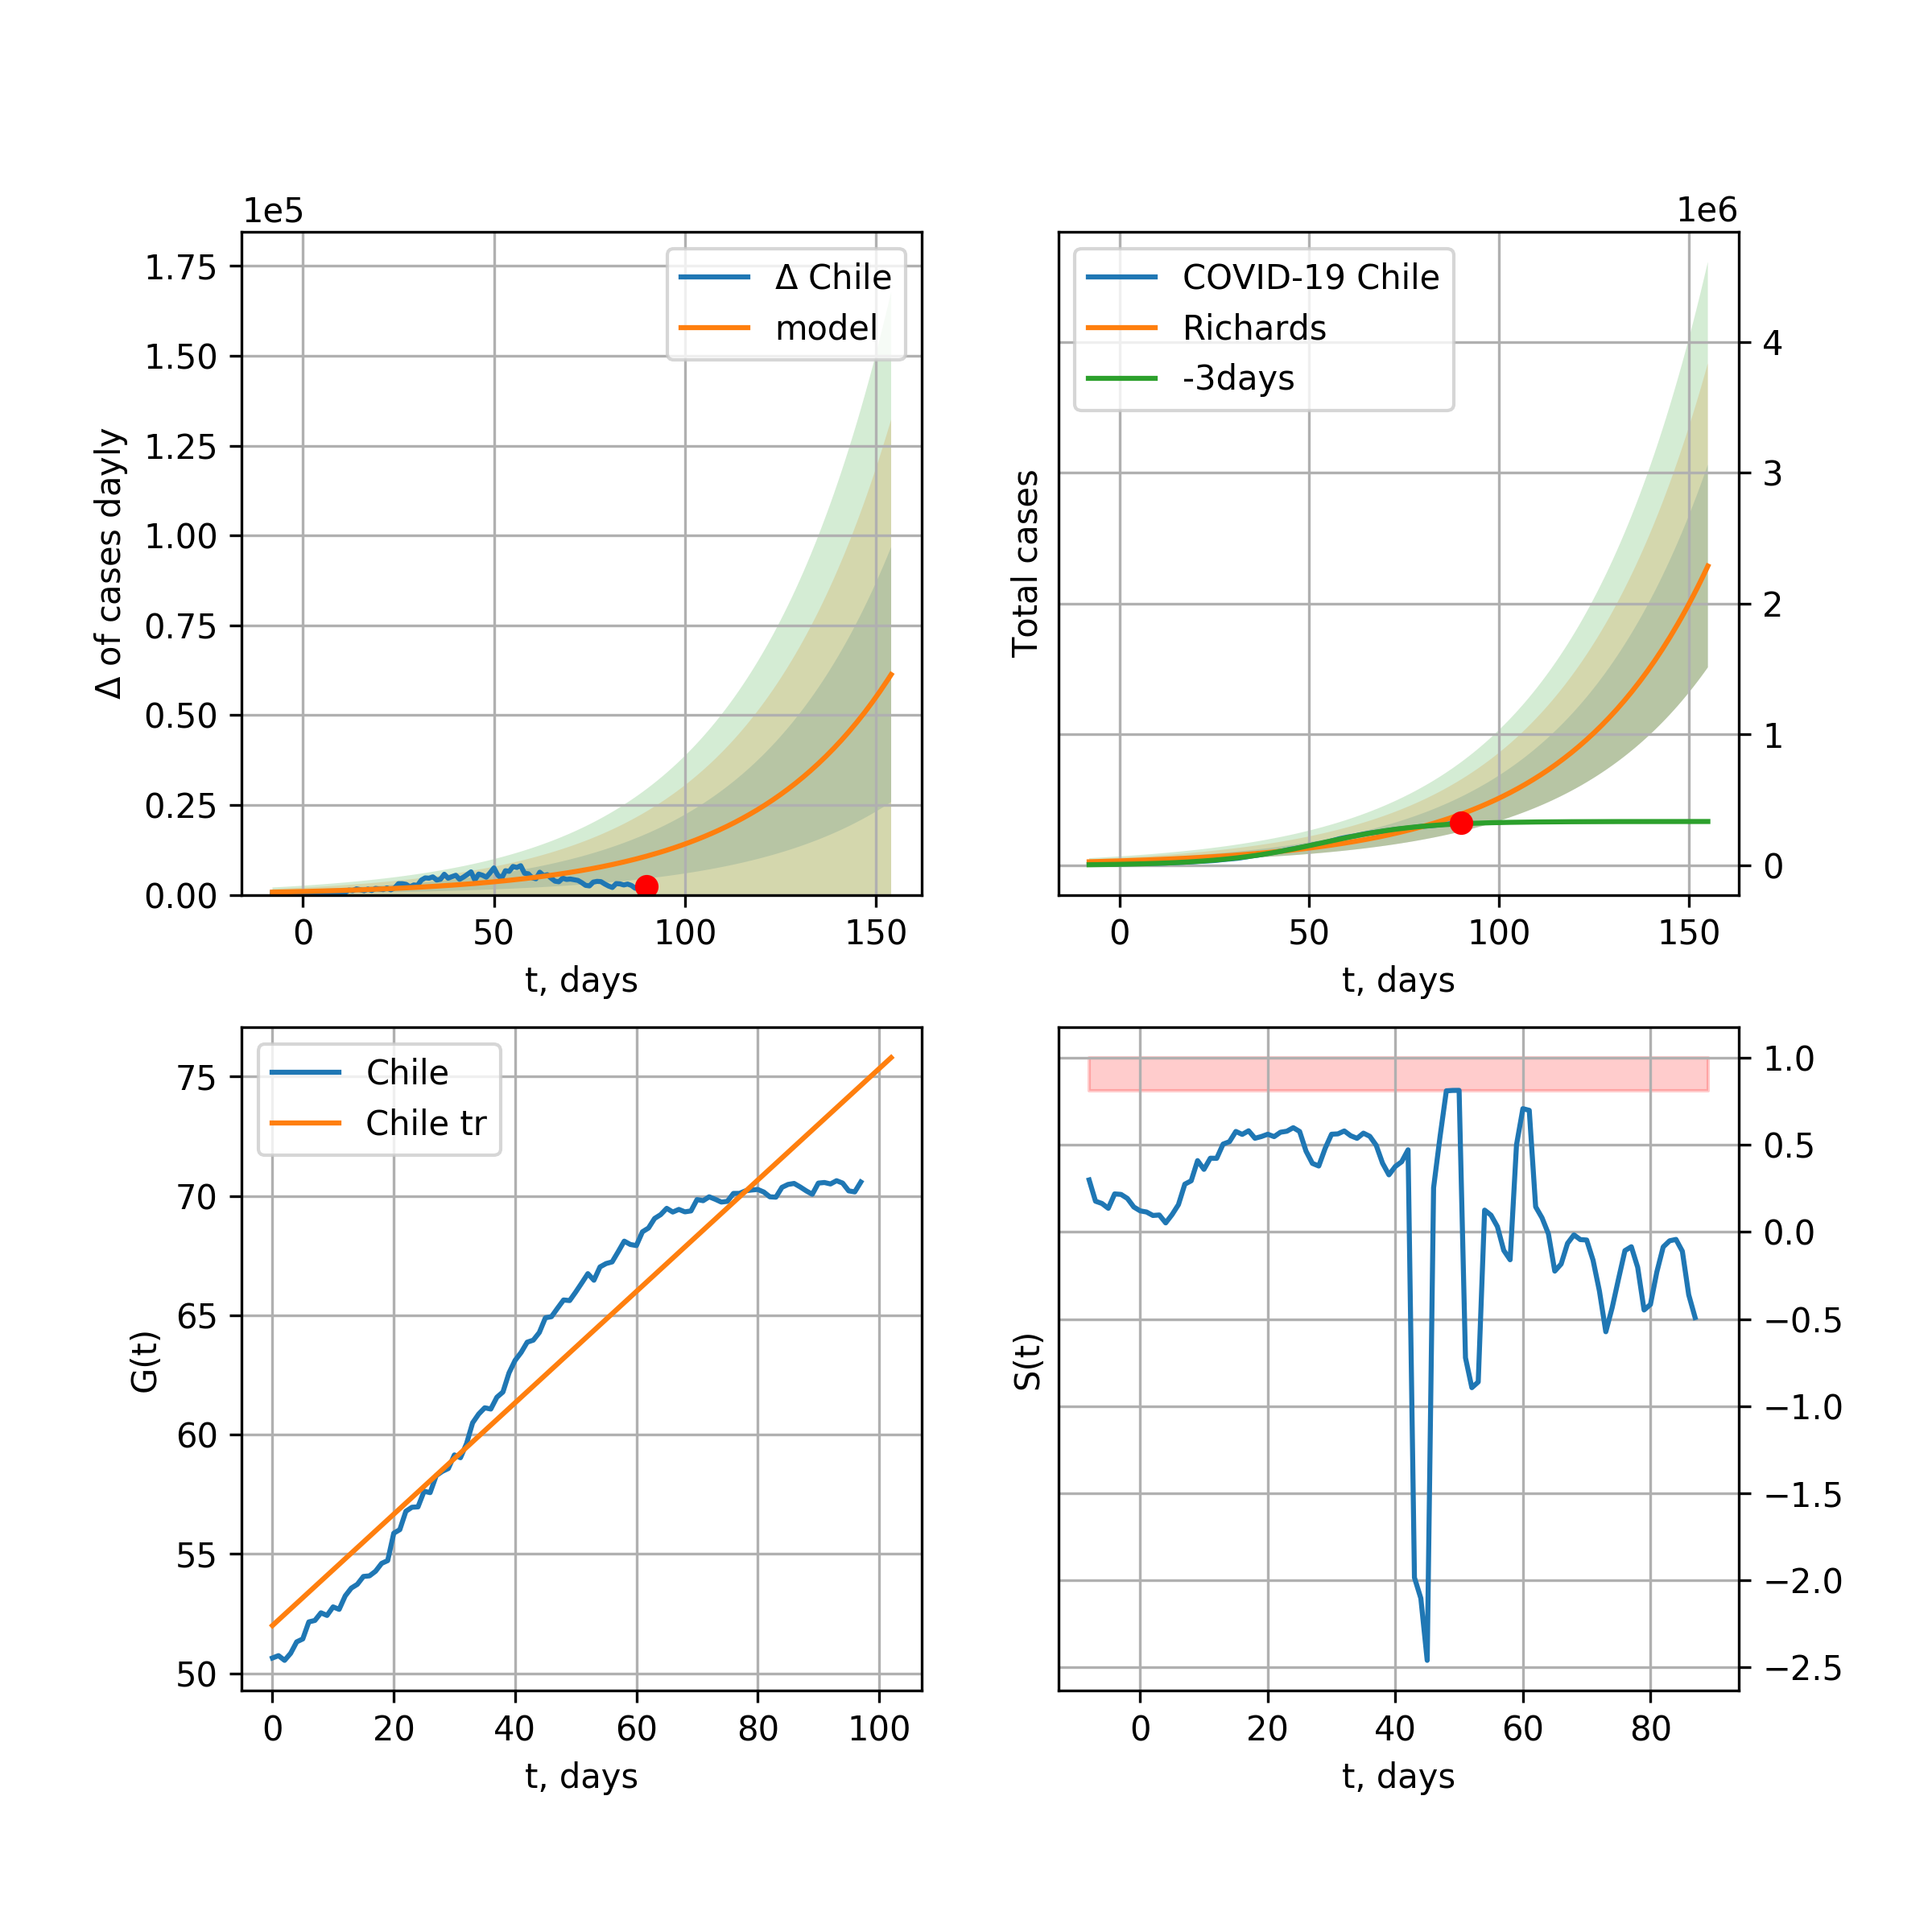 1e5
Δ of cases dayly
1.75
1.50
1.25
1.00
0.75
0.50
0.25
0.00
Δ Chile
model
0 50 100 150
t, days
1e6
Total cases
COVID-19 Chile
Richards
-3days
4
3
2
1
0
0 50 100 150
t, days
G(t)
75
70
65
60
55
50
Chile
Chile tr
0 20 40 60 80 100
t, days
S(t)
1.0
0.5
0.0
−0.5
−1.0
−1.5
−2.0
−2.5
0 20 40 60 80
t, days